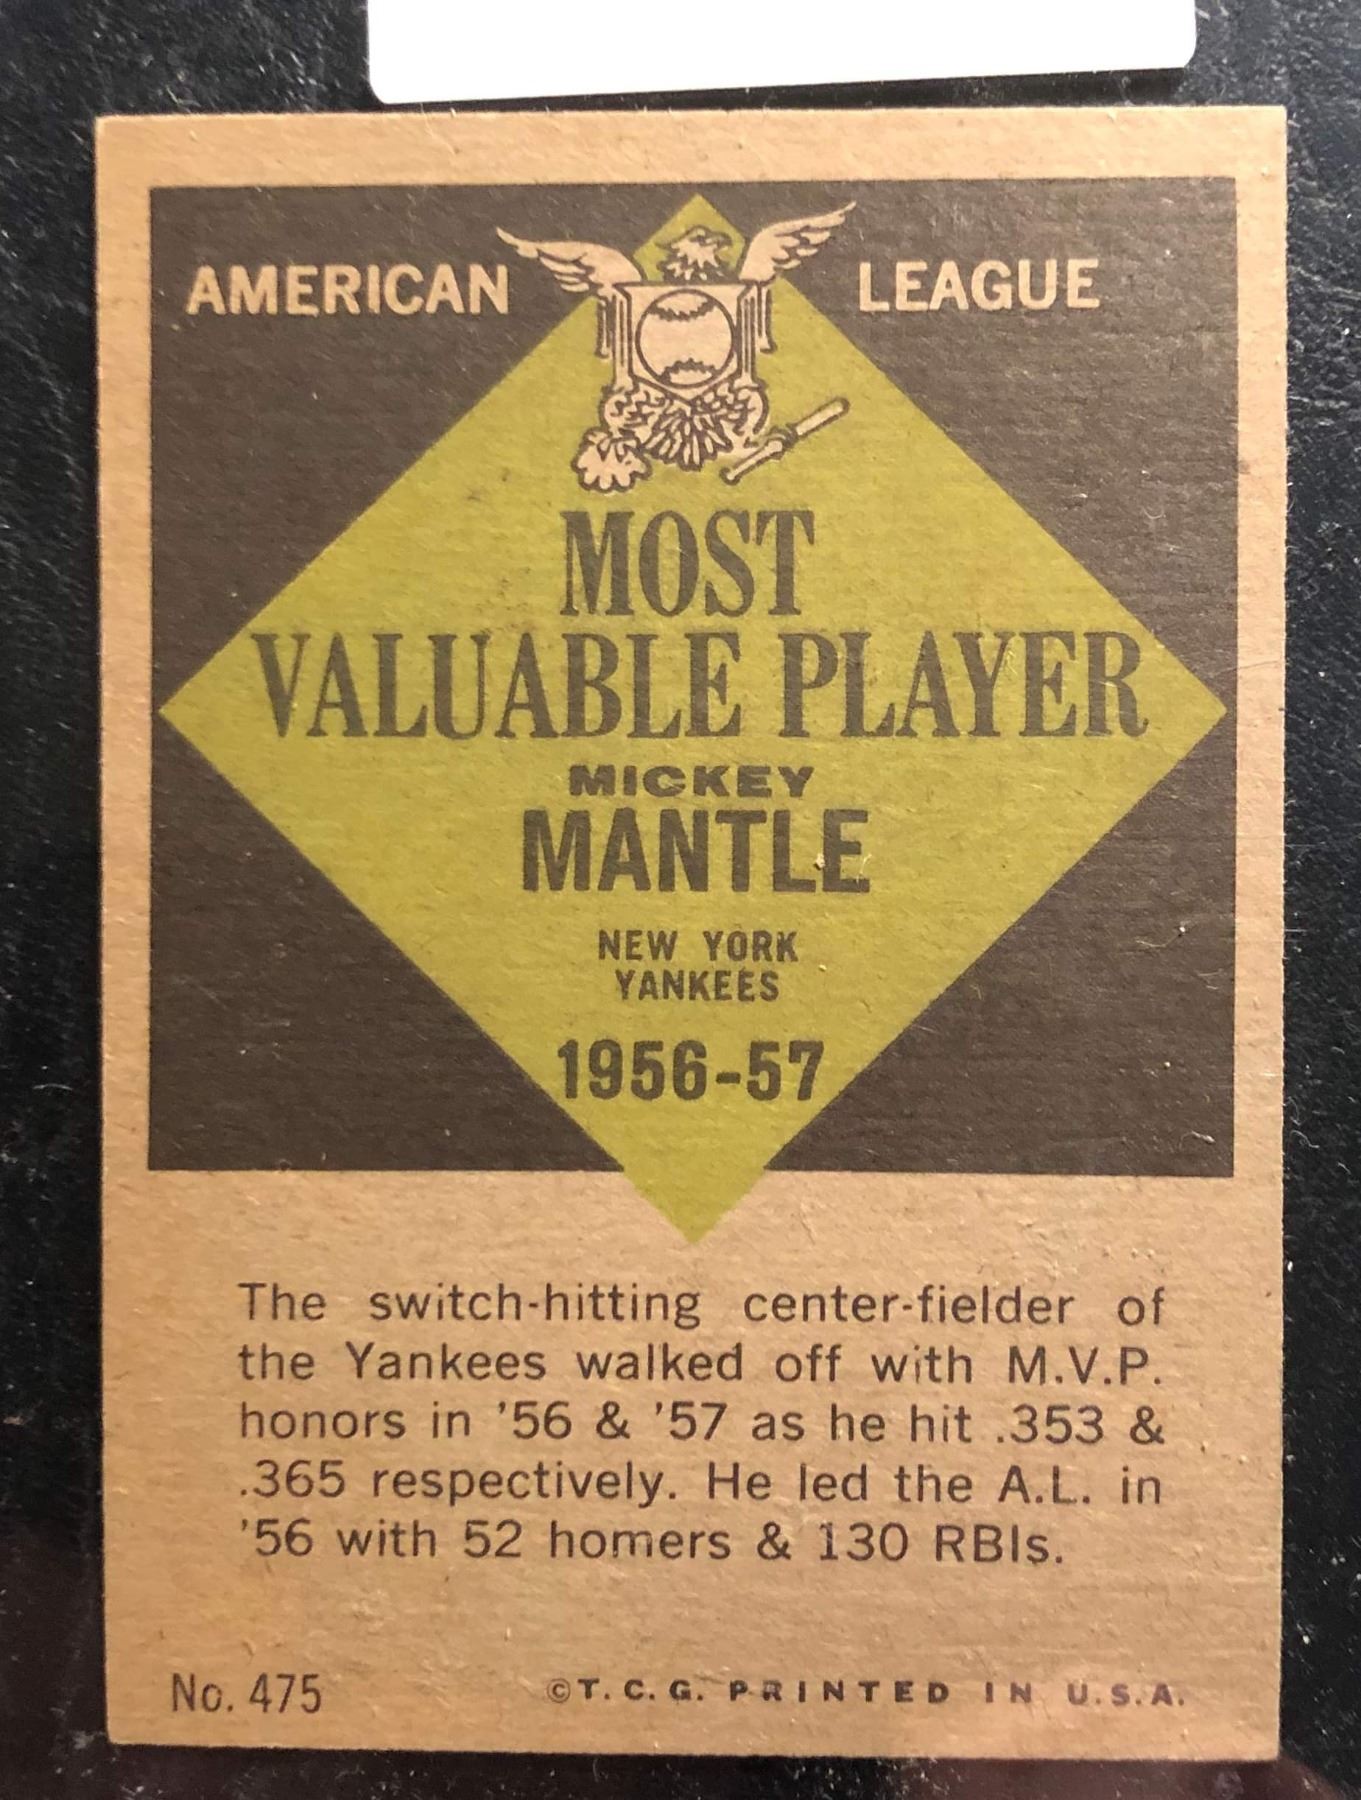 AMERICAN LEAGUE
MOST
VALUABLE PLAYER
MICKEY
MANTLE
NEW YORK
YANKEES
1956-57
The switch-hitting center-fielder of
the Yankees walked off with M.V.P.
honors in '56 & '57 as he hit .353 &
.365 respectively. He led the A.L. in
'56 with 52 homers & 130 RBIs.
No. 475 ©T.C.G. PRINTED IN U.S.A.